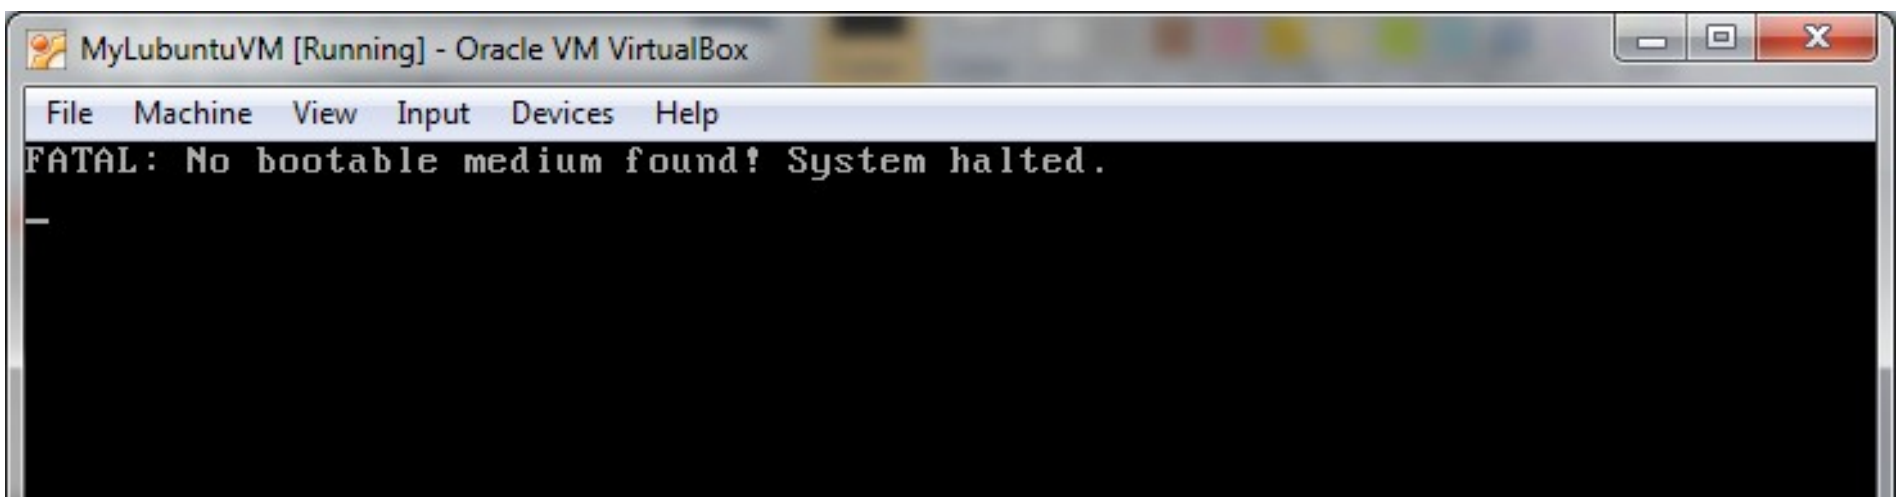 MyLubuntuVM [Running] - Oracle VM VirtualBox
File Machine View Input Devices Help
FATAL: No bootable medium found! System halted.
_